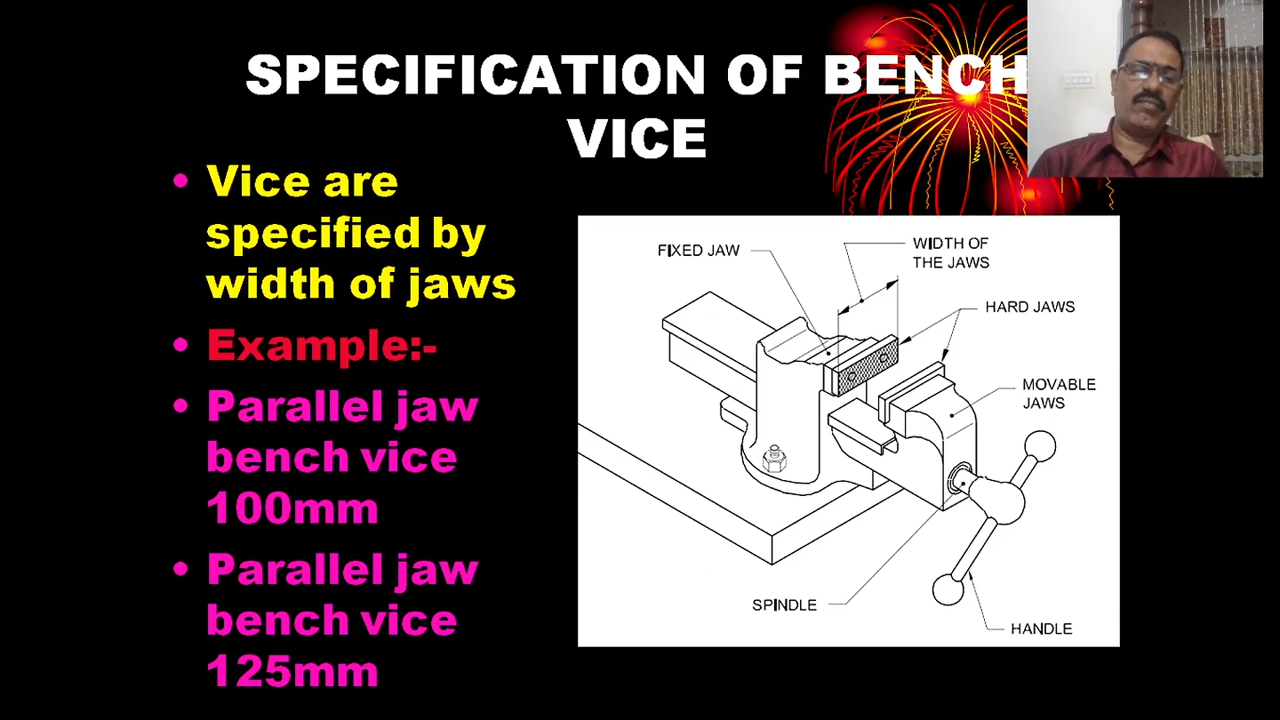 SPECIFICATION OF BENCH
VICE
• Vice are
specified by
width of jaws
• Example:-
• Parallel jaw
bench vice
100mm
• Parallel jaw
bench vice
125mm
FIXED JAW
WIDTH OF
THE JAWS
HARD JAWS
MOVABLE
JAWS
SPINDLE
HANDLE